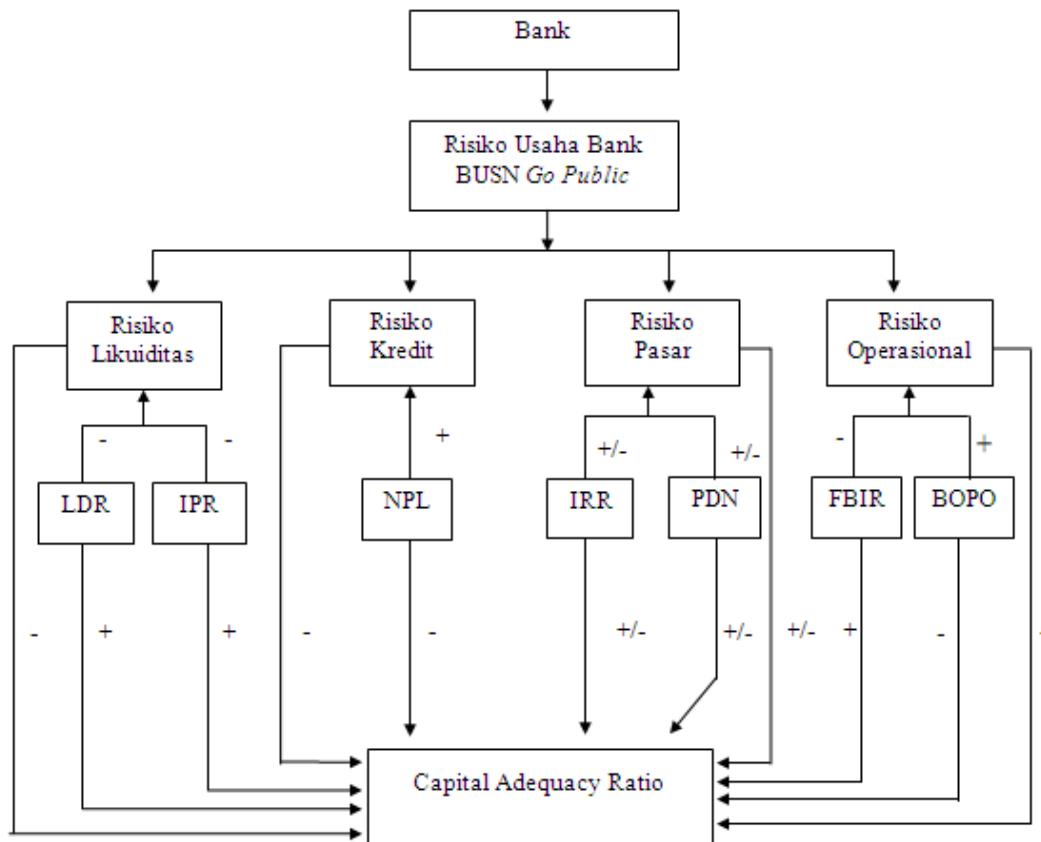 Bank
Risiko Usaha Bank
BUSN Go Public
Risiko
Likuiditas
Risiko
Kredit
Risiko
Pasar
Risiko
Operasional
- - + +/- +/- - +
LDR IPR NPL IRR PDN FBIR BOPO
- + + - - +/- +/- +/- + - -
Capital Adequacy Ratio